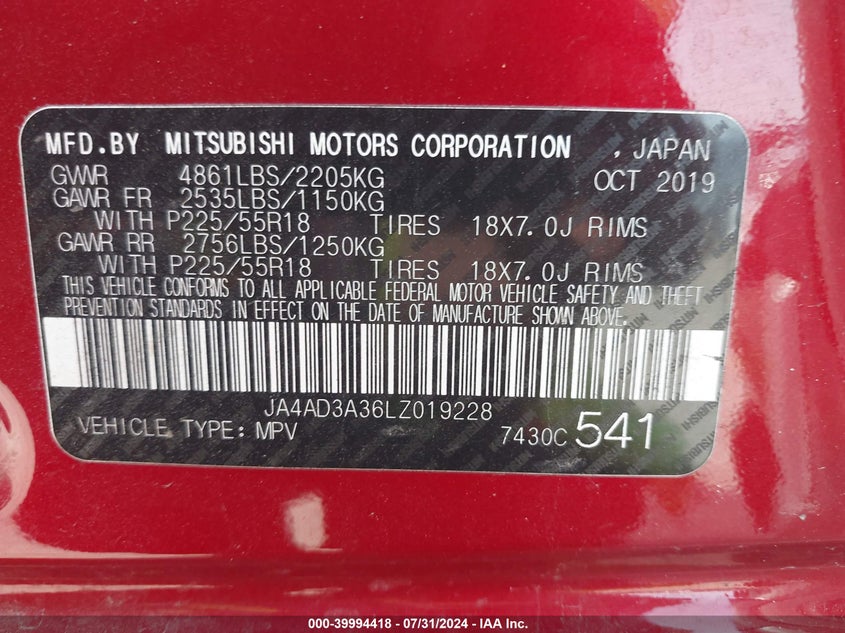 MFD.BY MITSUBISHI MOTORS CORPORATION , JAPAN
GVWR 4861LBS/2205KG OCT 2019
GAWR FR 2535LBS/1150KG
WITH P225/55R18 TIRES 18X7.0J RIMS
GAWR RR 2756LBS/1250KG
WITH P225/55R18 TIRES 18X7.0J RIMS
THIS VEHICLE CONFORMS TO ALL APPLICABLE FEDERAL MOTOR VEHICLE SAFETY AND THEFT
PREVENTION STANDARDS IN EFFECT ON THE DATE OF MANUFACTURE SHOWN ABOVE.
JA4AD3A36LZ019228
VEHICLE TYPE: MPV 7430C 541
000-39994418 - 07/31/2024 - IAA Inc.